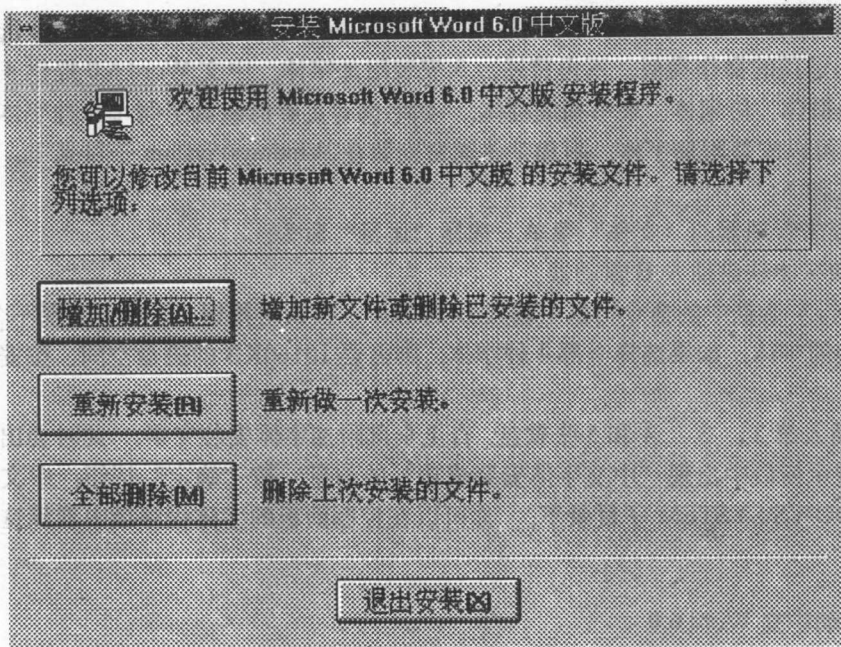 安装 Microsoft Word 6.0 中文版
欢迎使用 Microsoft Word 6.0 中文版 安装程序。
您可以修改目前 Microsoft Word 6.0 中文版 的安装文件。请选择下
列选项：
增加/删除(A)... 增加新文件或删除已安装的文件。
重新安装(R) 重新做一次安装。
全部删除(M) 删除上次安装的文件。
退出安装(X)